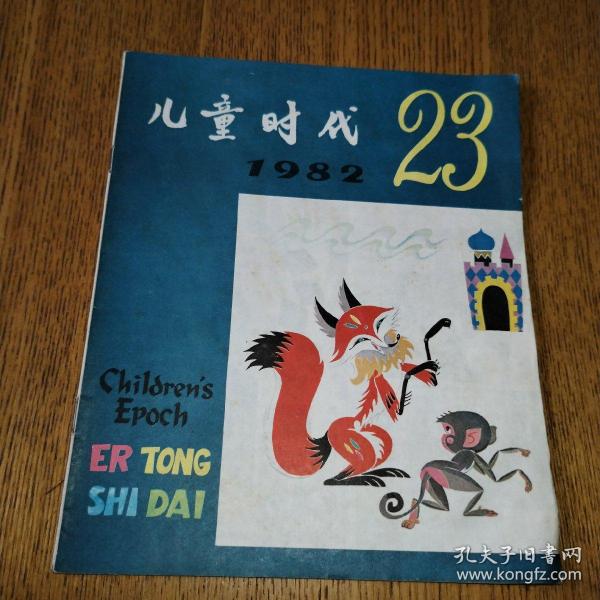 儿童时代
23
1982
Children's
Epoch
ER TONG
SHI DAI
孔夫子旧書网
www.kongfz.com